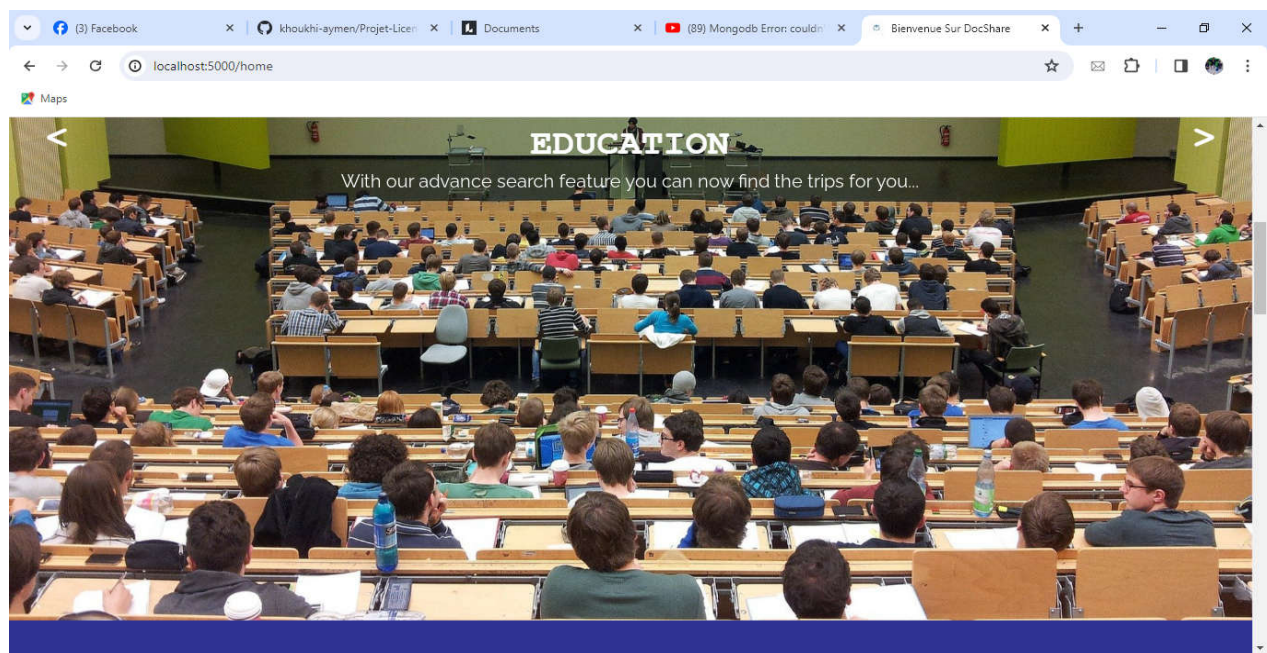 (3) Facebook
khoukhi-aymen/Projet-Licen
Documents
(89) Mongodb Error: couldn'
Bienvenue Sur DocShare
localhost:5000/home
Maps
<
EDUCATION
>
With our advance search feature you can now find the trips for you...